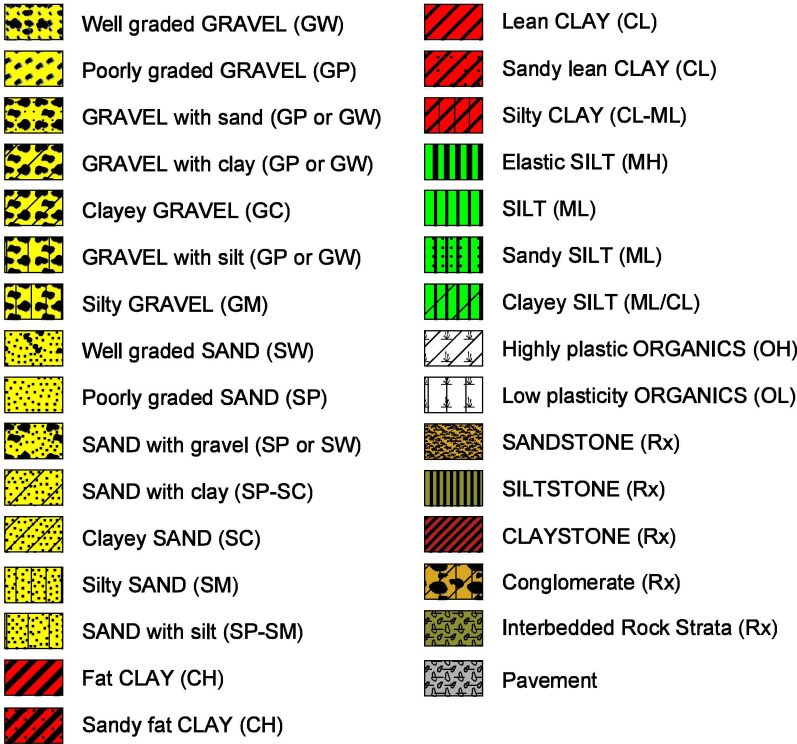 Well graded GRAVEL (GW)
Poorly graded GRAVEL (GP)
GRAVEL with sand (GP or GW)
GRAVEL with clay (GP or GW)
Clayey GRAVEL (GC)
GRAVEL with silt (GP or GW)
Silty GRAVEL (GM)
Well graded SAND (SW)
Poorly graded SAND (SP)
SAND with gravel (SP or SW)
SAND with clay (SP-SC)
Clayey SAND (SC)
Silty SAND (SM)
SAND with silt (SP-SM)
Fat CLAY (CH)
Sandy fat CLAY (CH)
Lean CLAY (CL)
Sandy lean CLAY (CL)
Silty CLAY (CL-ML)
Elastic SILT (MH)
SILT (ML)
Sandy SILT (ML)
Clayey SILT (ML/CL)
Highly plastic ORGANICS (OH)
Low plasticity ORGANICS (OL)
SANDSTONE (Rx)
SILTSTONE (Rx)
CLAYSTONE (Rx)
Conglomerate (Rx)
Interbedded Rock Strata (Rx)
Pavement